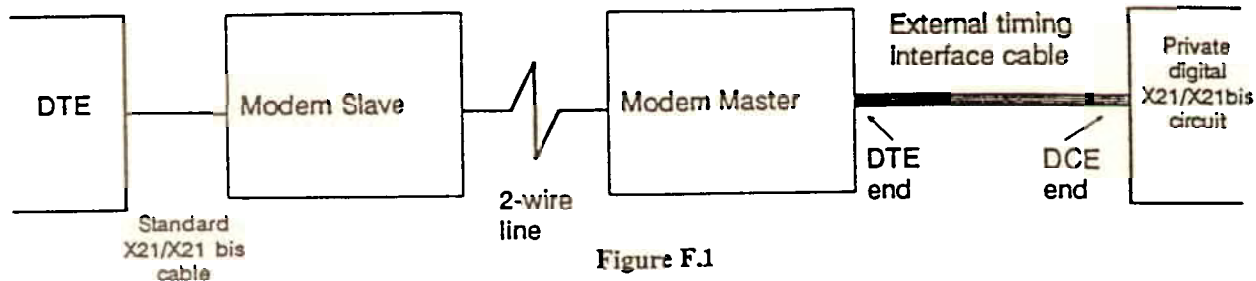 DTE
Standard
X21/X21 bis
cable
Modem Slave
2-wire
line
Modem Master
External timing
interface cable
DTE
end
DCE
end
Private
digital
X21/X21bis
circuit
Figure F.1